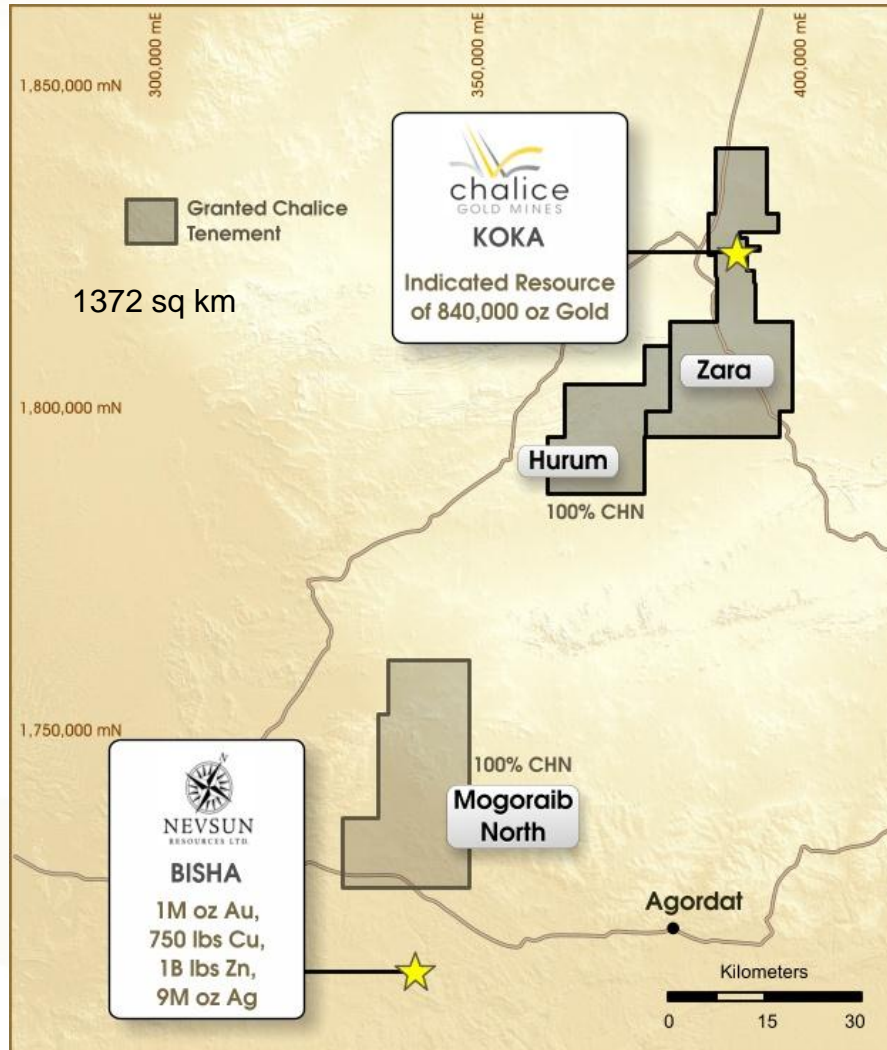 300,000 mE
350,000 mE
400,000 mE
1,850,000 mN
chalice
GOLD MINES
KOKA
Indicated Resource
of 840,000 oz Gold
Granted Chalice
Tenement
1372 sq km
Zara
1,800,000 mN
Hurum
100% CHN
1,750,000 mN
100% CHN
Mogoraib
North
N
NEVSUN
RESOURCES LTD.
BISHA
1M oz Au,
750 lbs Cu,
1B lbs Zn,
9M oz Ag
Agordat
Kilometers
0 15 30